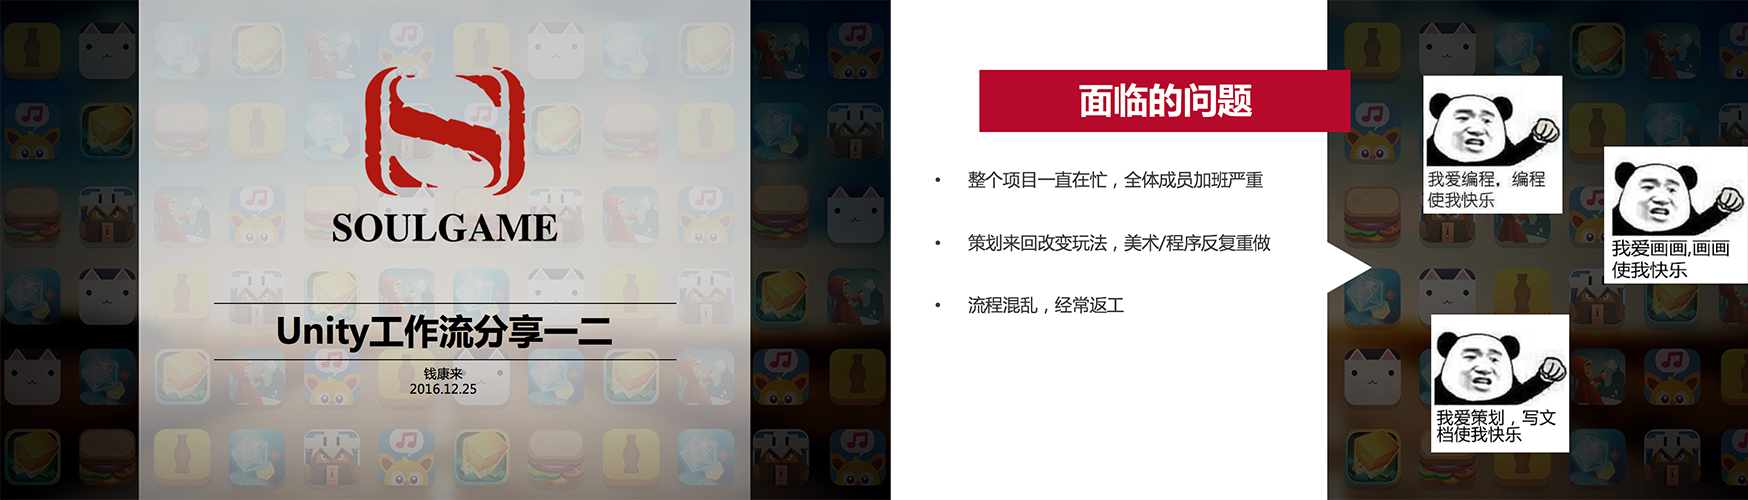 SOULGAME
Unity工作流分享一二
钱康来
2016.12.25
面临的问题
• 整个项目一直在忙，全体成员加班严重
• 策划来回改变玩法，美术/程序反复重做
• 流程混乱，经常返工
我爱编程，编程
使我快乐
我爱画画,画画
使我快乐
我爱策划，写文
档使我快乐